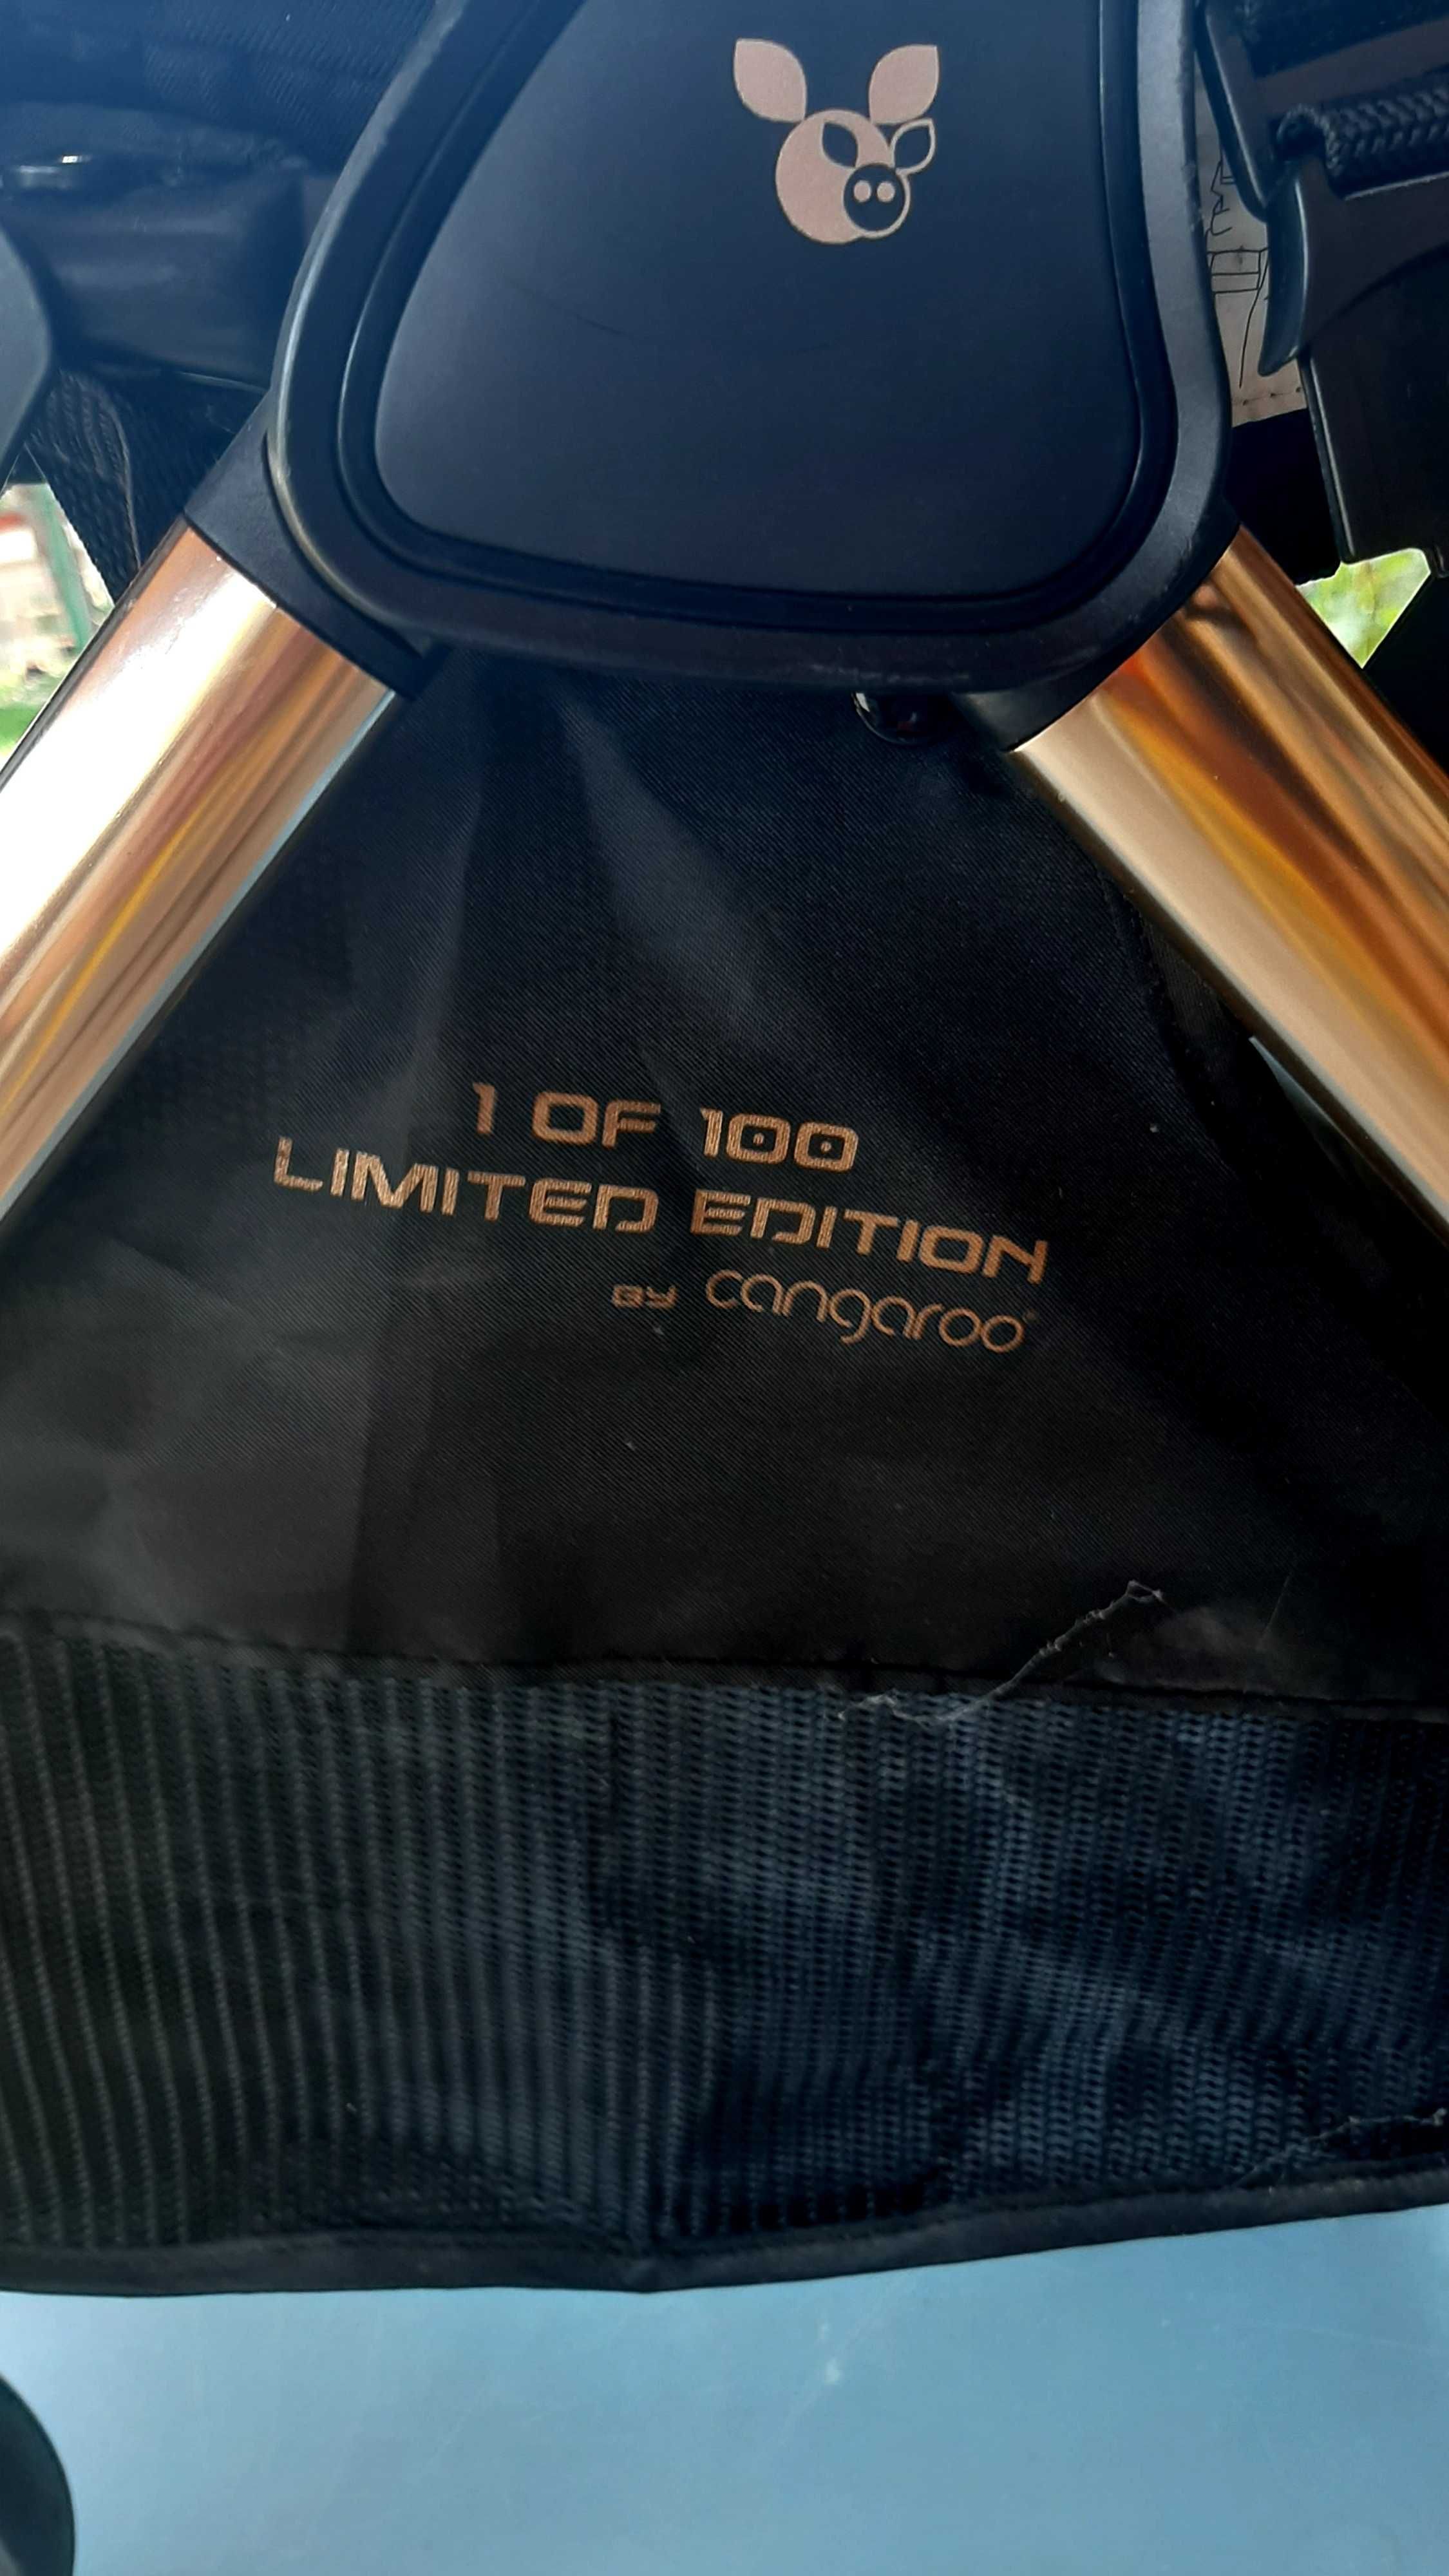 1 OF 100
LIMITED EDITION
BY cangaroo®